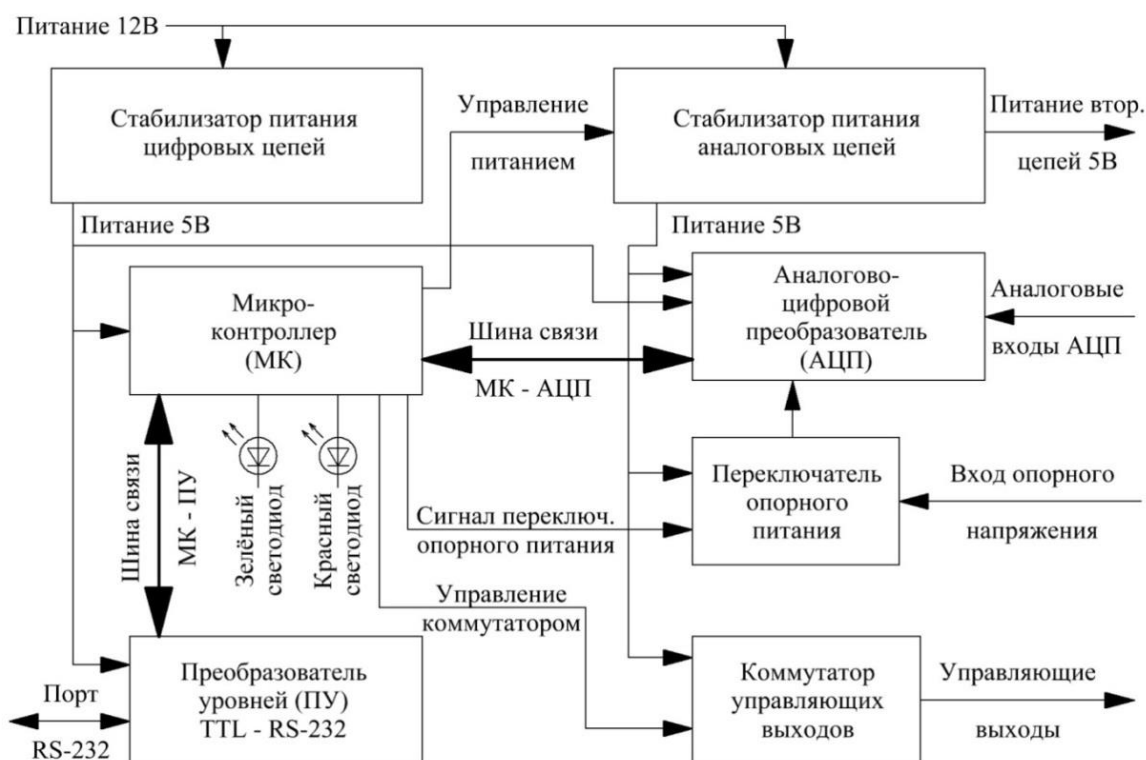 Питание 12В
Стабилизатор питания
цифровых цепей
Управление
питанием
Стабилизатор питания
аналоговых цепей
Питание втор.
цепей 5В
Питание 5В
Питание 5В
Микро-
контроллер
(МК)
Шина связи
МК - АЦП
Аналогово-
цифровой
преобразователь
(АЦП)
Аналоговые
входы АЦП
Шина связи
МК - ПУ
Зелёный
светодиод
Красный
светодиод
Сигнал переключ.
опорного питания
Переключатель
опорного
питания
Вход опорного
напряжения
Управление
коммутатором
Порт
RS-232
Преобразователь
уровней (ПУ)
TTL - RS-232
Коммутатор
управляющих
выходов
Управляющие
выходы